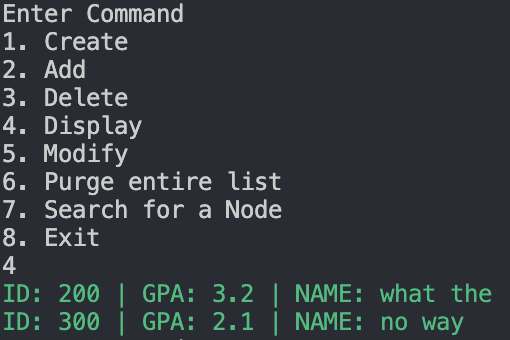 Enter Command
1. Create
2. Add
3. Delete
4. Display
5. Modify
6. Purge entire list
7. Search for a Node
8. Exit
4
ID: 200 | GPA: 3.2 | NAME: what the
ID: 300 | GPA: 2.1 | NAME: no way